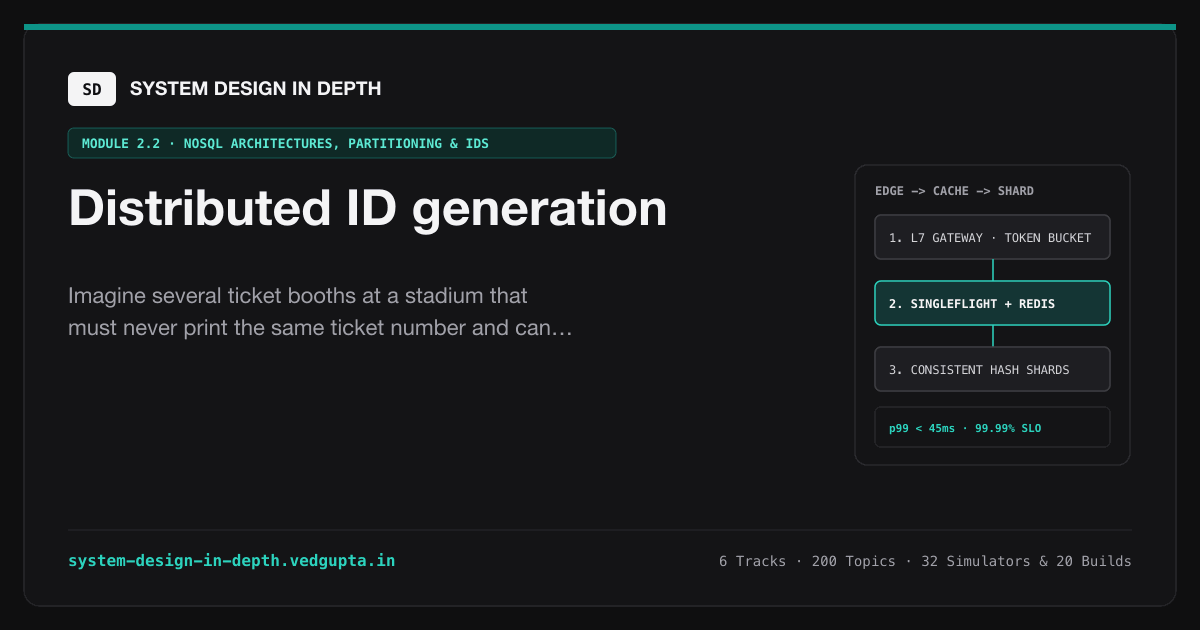 SD SYSTEM DESIGN IN DEPTH
MODULE 2.2 · NOSQL ARCHITECTURES, PARTITIONING & IDS
Distributed ID generation
Imagine several ticket booths at a stadium that
must never print the same ticket number and can…
EDGE -> CACHE -> SHARD
1. L7 GATEWAY · TOKEN BUCKET
2. SINGLEFLIGHT + REDIS
3. CONSISTENT HASH SHARDS
p99 < 45ms · 99.99% SLO
system-design-in-depth.vedgupta.in
6 Tracks · 200 Topics · 32 Simulators & 20 Builds